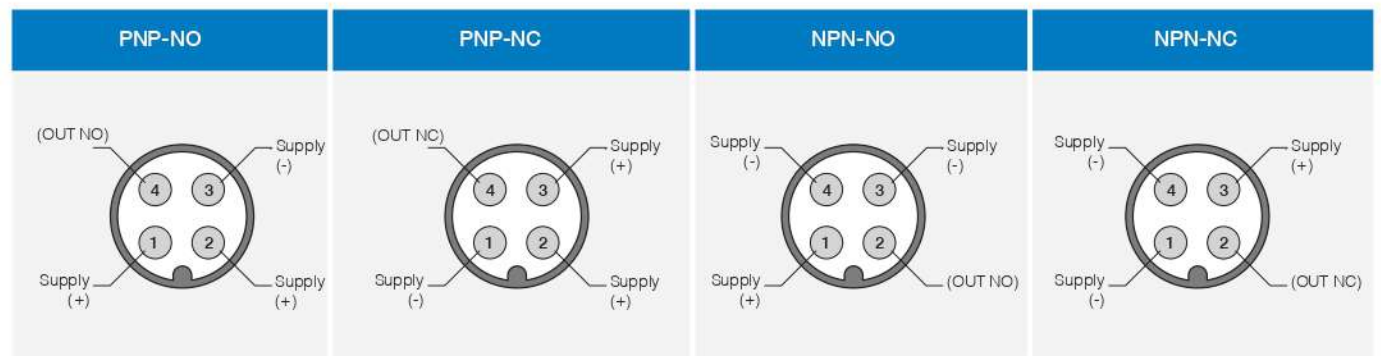 PNP-NO
PNP-NC
NPN-NO
NPN-NC
(OUT NO)
Supply
(-)
4
3
1
2
Supply
(+)
Supply
(+)
(OUT NC)
Supply
(+)
4
3
1
2
Supply
(-)
Supply
(+)
Supply
(-)
Supply
(-)
4
3
1
2
Supply
(+)
(OUT NO)
Supply
(-)
Supply
(+)
4
3
1
2
Supply
(-)
(OUT NC)